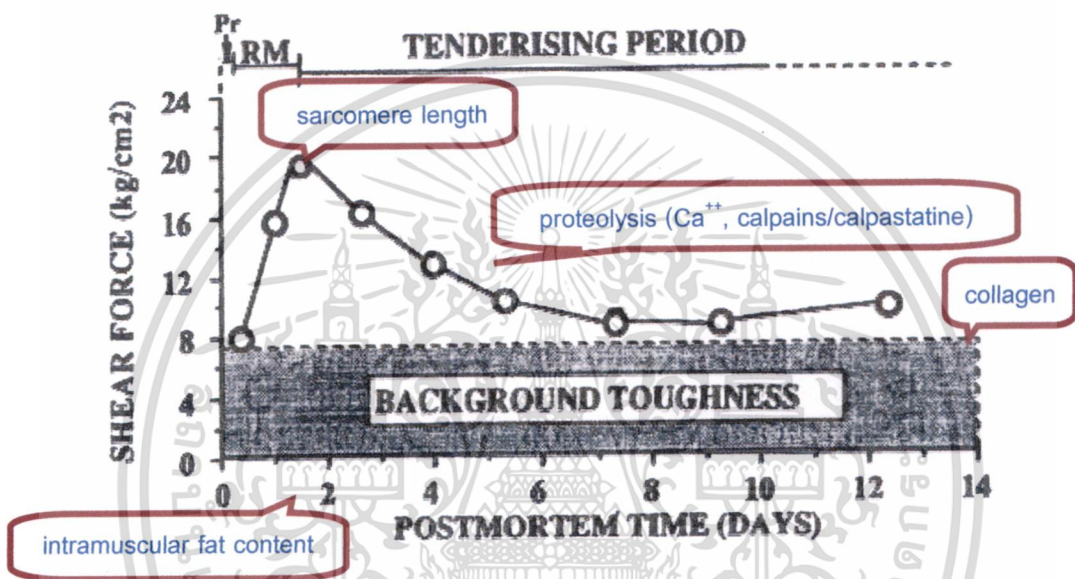 Pr
RM
TENDERISING PERIOD
SHEAR FORCE (kg/cm2)
24
20
16
12
8
4
0
sarcomere length
proteolysis (Ca⁺⁺, calpains/calpastatine)
collagen
BACKGROUND TOUGHNESS
0 2 4 6 8 10 12 14
POSTMORTEM TIME (DAYS)
intramuscular fat content